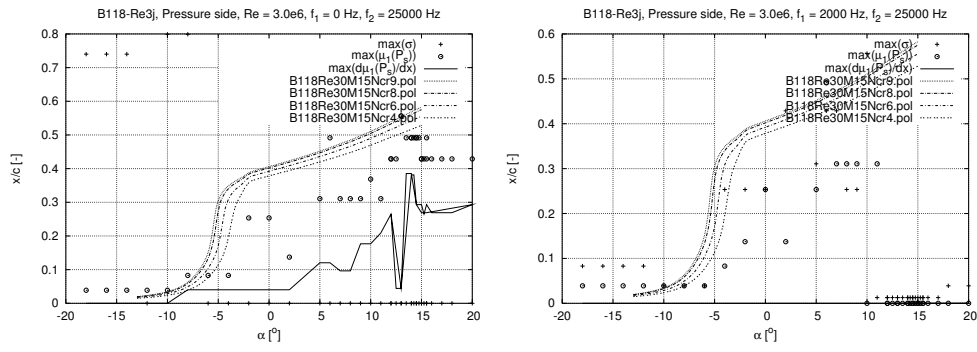 B118-Re3j, Pressure side, Re = 3.0e6, f₁ = 0 Hz, f₂ = 25000 Hz
max(σ)
max(μ₁(Pₛ))
max(dμ₁(Pₛ)/dx)
B118Re30M15Ncr9.pol
B118Re30M15Ncr8.pol
B118Re30M15Ncr6.pol
B118Re30M15Ncr4.pol
0.8
0.7
0.6
0.5
0.4
0.3
0.2
0.1
0
x/c [-]
-20 -15 -10 -5 0 5 10 15 20
α [°]
B118-Re3j, Pressure side, Re = 3.0e6, f₁ = 2000 Hz, f₂ = 25000 Hz
max(σ)
max(μ₁(Pₛ))
max(dμ₁(Pₛ)/dx)
B118Re30M15Ncr9.pol
B118Re30M15Ncr8.pol
B118Re30M15Ncr6.pol
B118Re30M15Ncr4.pol
0.6
0.5
0.4
0.3
0.2
0.1
0
x/c [-]
-20 -15 -10 -5 0 5 10 15 20
α [°]